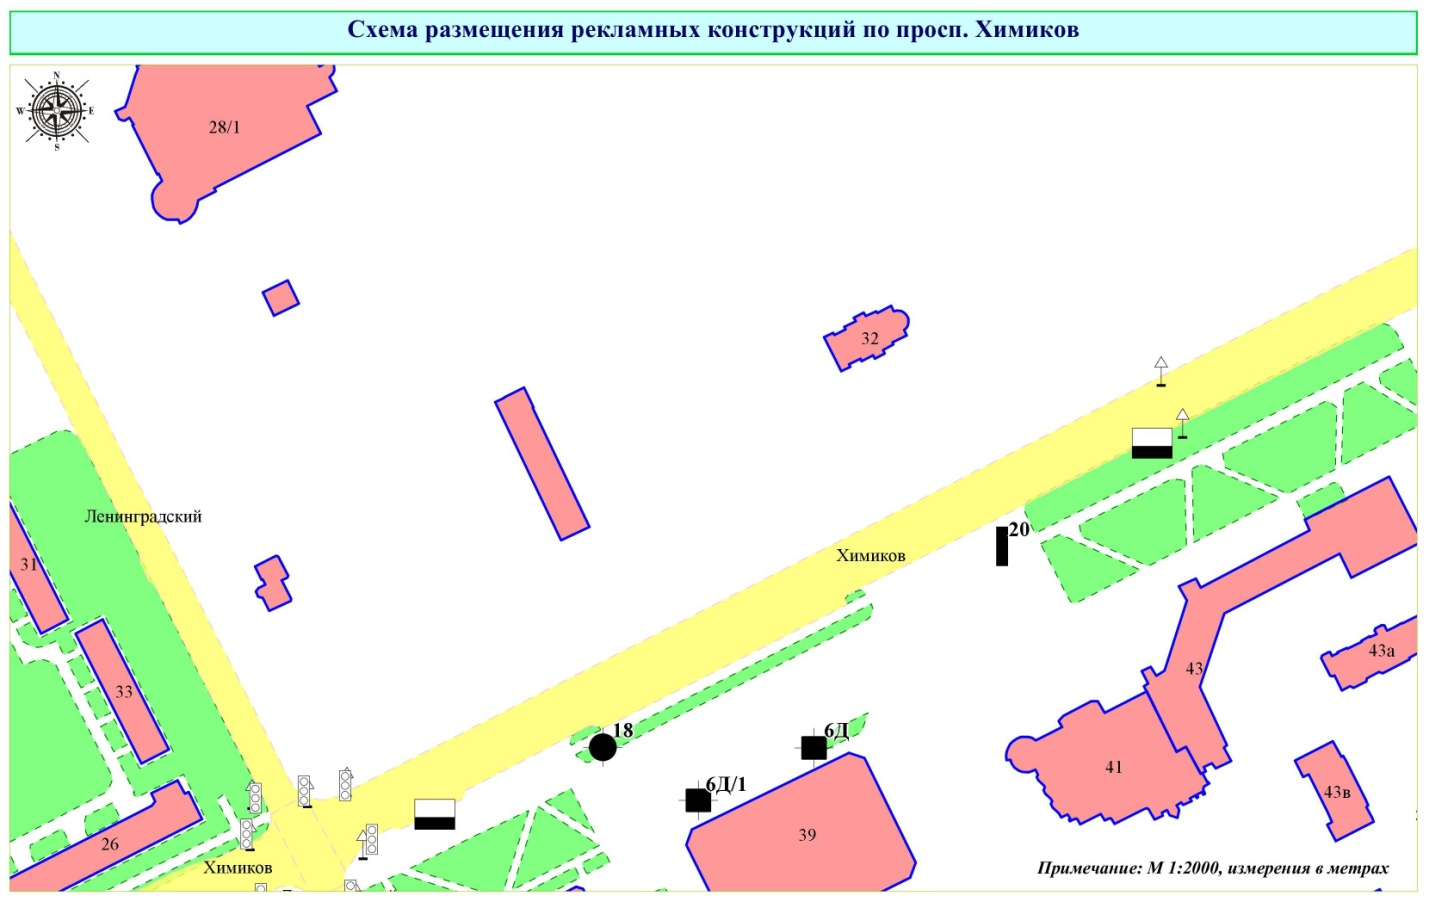 Схема размещения рекламных конструкций по просп. Химиков
N
W E
S
28/1
32
Ленинградский
20
Химиков
31
43а
43
33
18
6Д
41
6Д/1
43в
39
26
Химиков
Примечание: М 1:2000, измерения в метрах